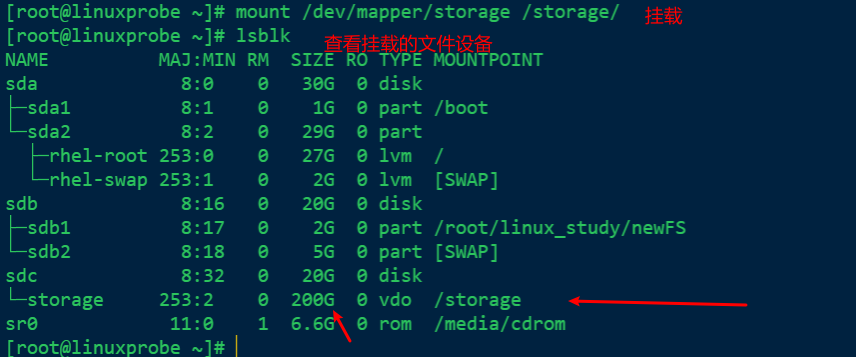 [root@linuxprobe ~]# mount /dev/mapper/storage /storage/ 挂载
[root@linuxprobe ~]# lsblk
查看挂载的文件设备
NAME MAJ:MIN RM SIZE RO TYPE MOUNTPOINT
sda 8:0 0 30G 0 disk
├─sda1 8:1 0 1G 0 part /boot
└─sda2 8:2 0 29G 0 part
├─rhel-root 253:0 0 27G 0 lvm /
└─rhel-swap 253:1 0 2G 0 lvm [SWAP]
sdb 8:16 0 20G 0 disk
├─sdb1 8:17 0 2G 0 part /root/linux_study/newFS
└─sdb2 8:18 0 5G 0 part [SWAP]
sdc 8:32 0 20G 0 disk
└─storage 253:2 0 200G 0 vdo /storage
sr0 11:0 1 6.6G 0 rom /media/cdrom
[root@linuxprobe ~]#